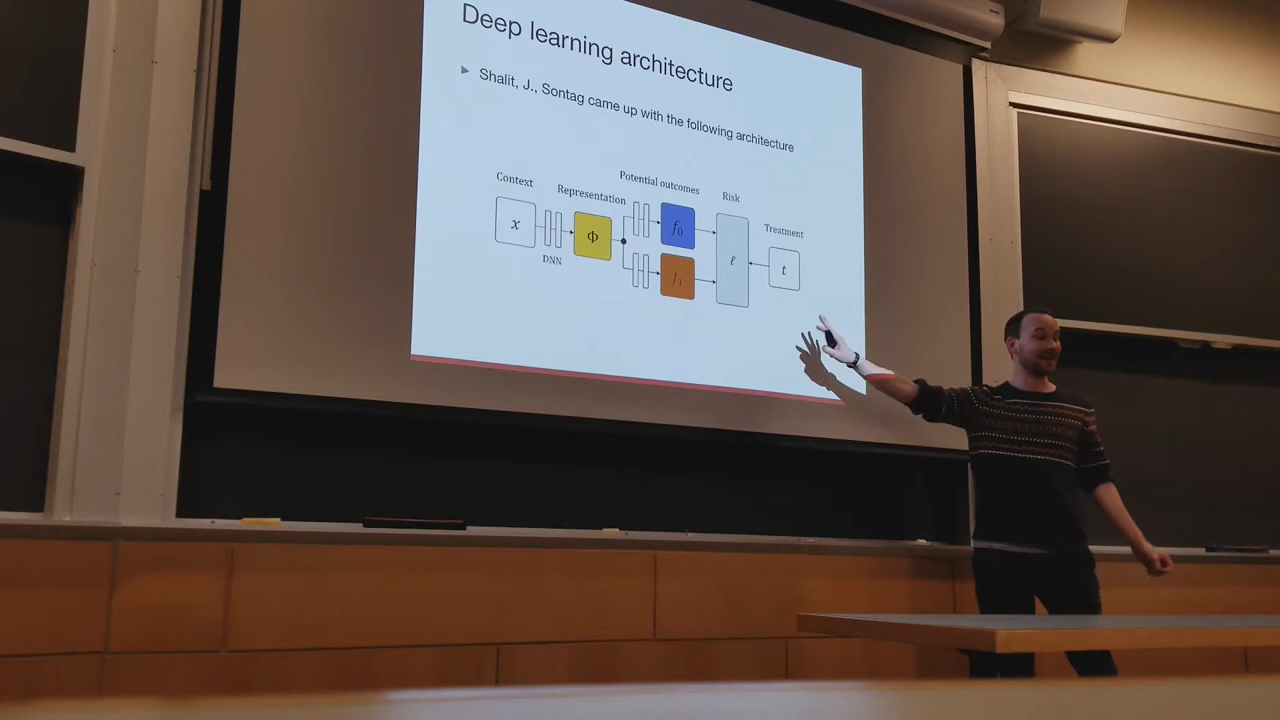 Deep learning architecture
Shalit, J., Sontag came up with the following architecture
Context
Representation
Potential outcomes
Risk
Treatment
x
DNN
Φ
f₀
f₁
ℓ
t